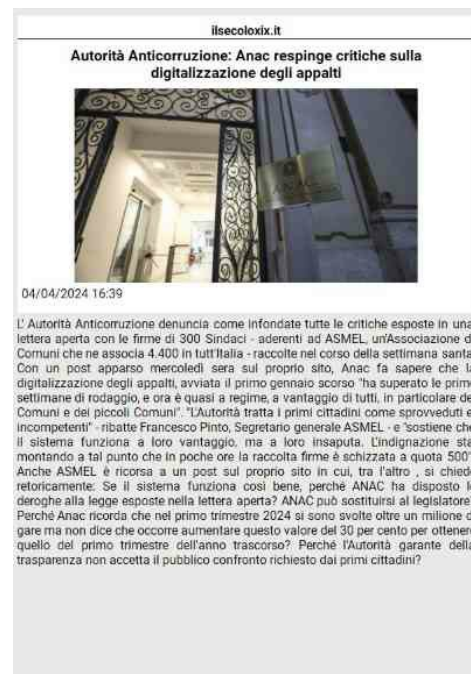 ilsecoloxix.it
Autorità Anticorruzione: Anac respinge critiche sulla
digitalizzazione degli appalti
04/04/2024 16:39
L' Autorità Anticorruzione denuncia come infondate tutte le critiche esposte in una
lettera aperta con le firme di 300 Sindaci - aderenti ad ASMEL, un'Associazione d
Comuni che ne associa 4.400 in tutt'Italia - raccolte nel corso della settimana santa.
Con un post apparso mercoledì sera sul proprio sito, Anac fa sapere che la
digitalizzazione degli appalti, avviata il primo gennaio scorso "ha superato le prime
settimane di rodaggio, e ora è quasi a regime, a vantaggio di tutti, in particolare dei
Comuni e dei piccoli Comuni". "L'Autorità tratta i primi cittadini come sprovveduti e
incompetenti" - ribatte Francesco Pinto, Segretario generale ASMEL - e "sostiene che
il sistema funziona a loro vantaggio, ma a loro insaputa. L'indignazione sta
montando a tal punto che in poche ore la raccolta firme è schizzata a quota 500".
Anche ASMEL è ricorsa a un post sul proprio sito in cui, tra l'altro , si chiede
retoricamente: Se il sistema funziona così bene, perché ANAC ha disposto le
deroghe alla legge esposte nella lettera aperta? ANAC può sostituirsi al legislatore?
Perché Anac ricorda che nel primo trimestre 2024 si sono svolte oltre un milione d
gare ma non dice che occorre aumentare questo valore del 30 per cento per ottenere
quello del primo trimestre dell'anno trascorso? Perché l'Autorità garante della
trasparenza non accetta il pubblico confronto richiesto dai primi cittadini?